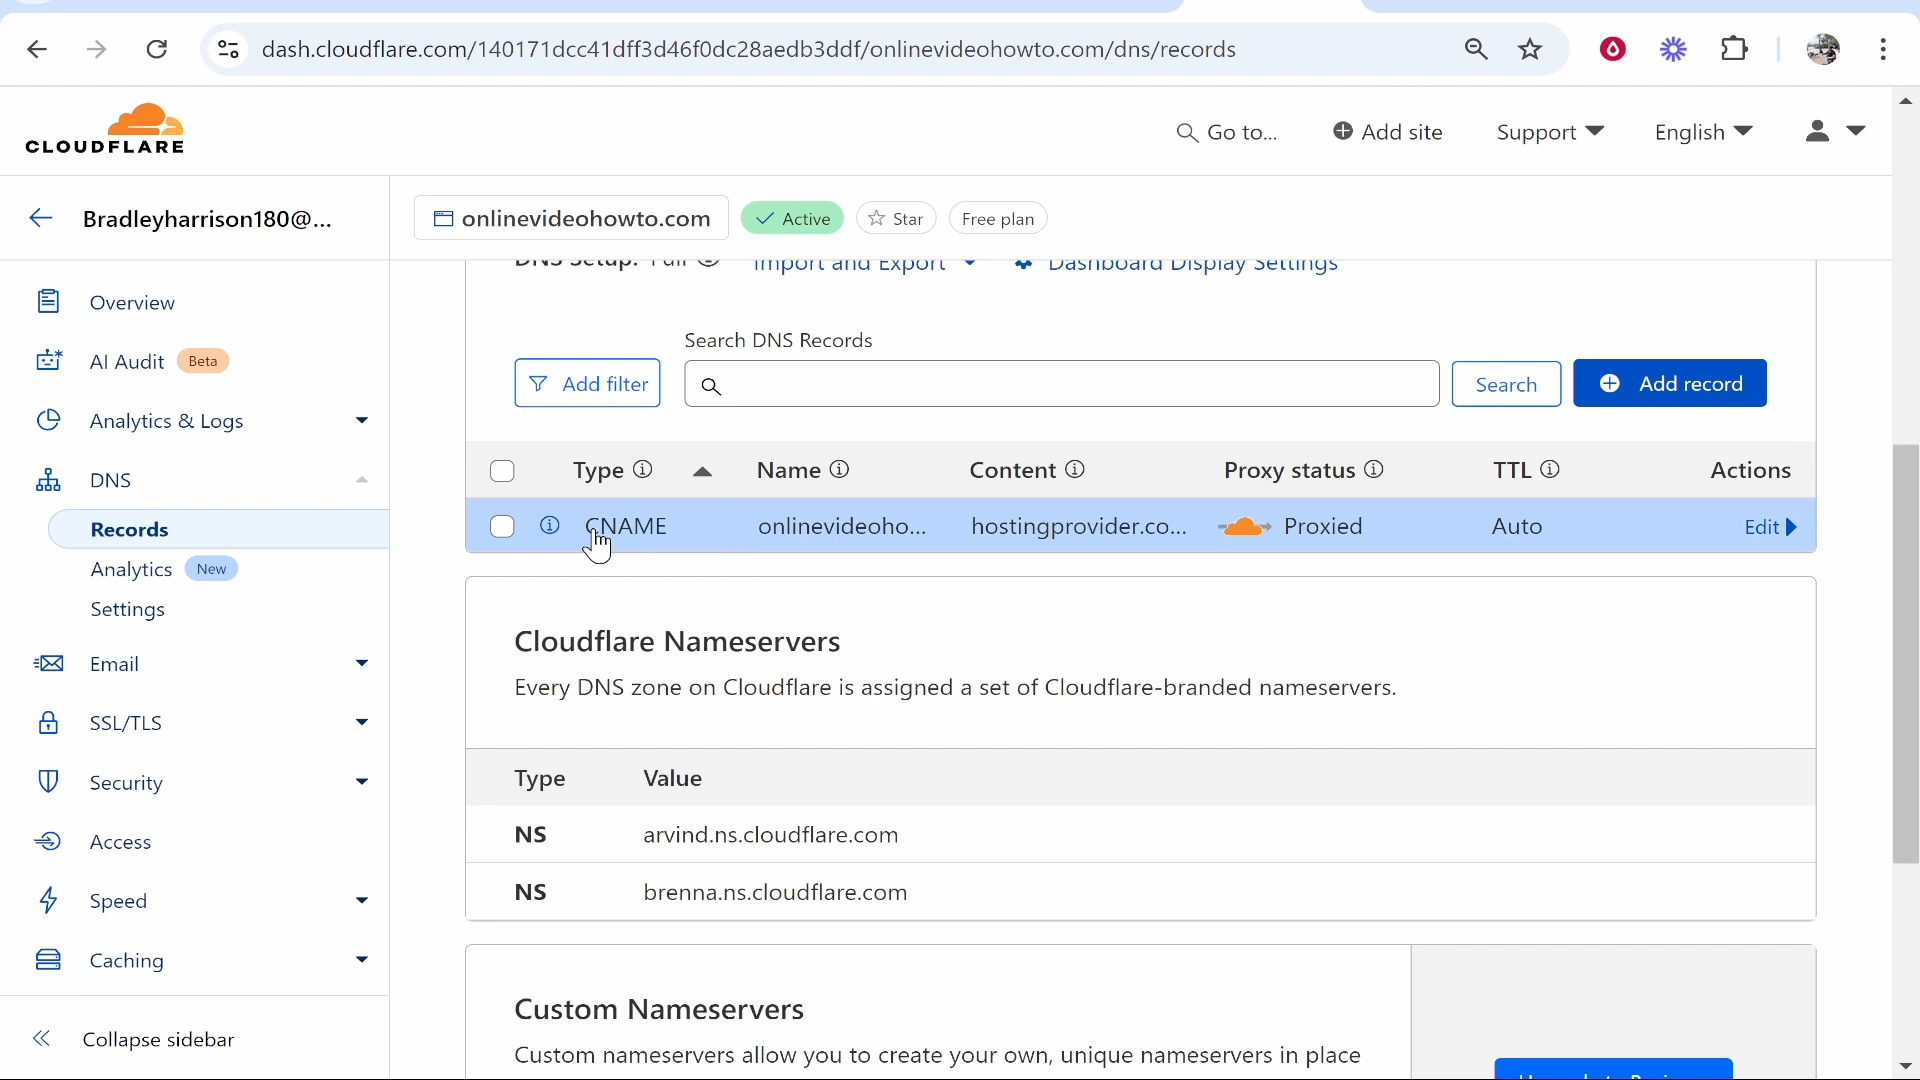 dash.cloudflare.com/140171dcc41dff3d46f0dc28aedb3ddf/onlinevideohowto.com/dns/records
CLOUDFLARE
Go to...
Add site
Support
English
Bradleyharrison180@...
onlinevideohowto.com
Active
Star
Free plan
DNS Setup: Full
Import and Export
Dashboard Display Settings
Overview
AI Audit Beta
Analytics & Logs
DNS
Records
Analytics New
Settings
Email
SSL/TLS
Security
Access
Speed
Caching
Collapse sidebar
Search DNS Records
Add filter
Search
Add record
Type Name Content Proxy status TTL Actions
CNAME onlinevideoho... hostingprovider.co... Proxied Auto Edit
Cloudflare Nameservers
Every DNS zone on Cloudflare is assigned a set of Cloudflare-branded nameservers.
Type Value
NS arvind.ns.cloudflare.com
NS brenna.ns.cloudflare.com
Custom Nameservers
Custom nameservers allow you to create your own, unique nameservers in place